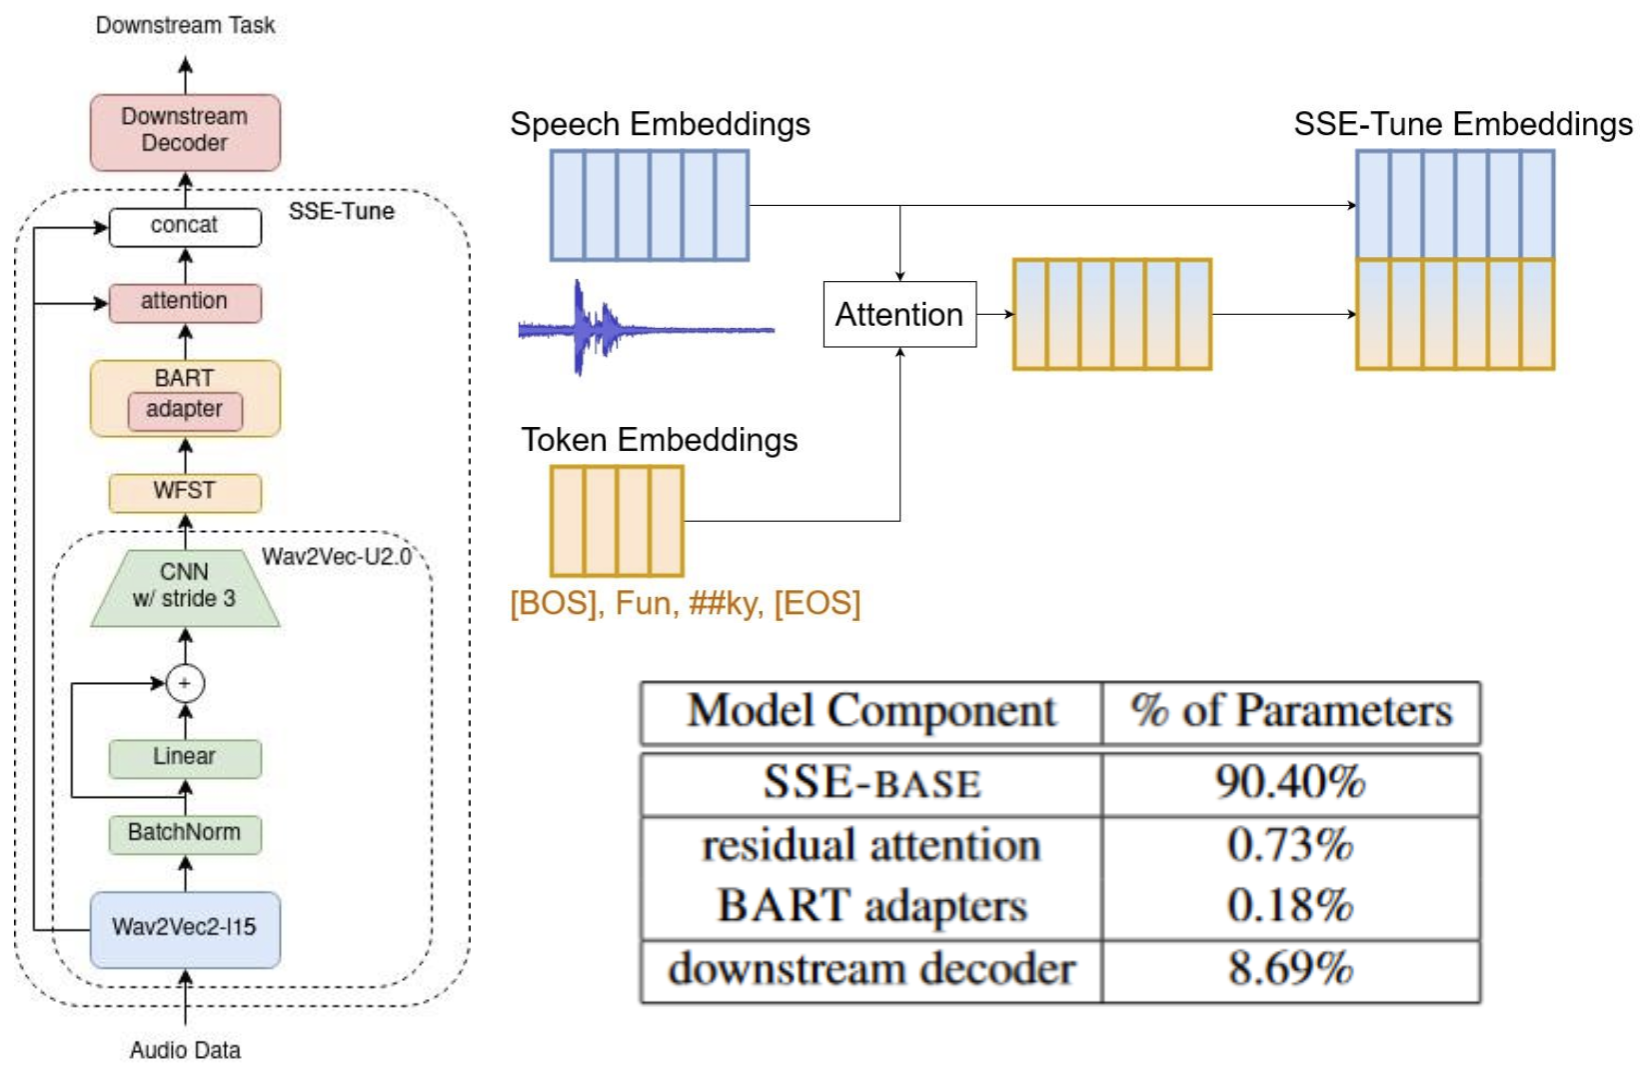 Downstream Task
Downstream
Decoder
SSE-Tune
concat
attention
BART
adapter
WFST
Wav2Vec-U2.0
CNN
w/ stride 3
+
Linear
BatchNorm
Wav2Vec2-l15
Audio Data
Speech Embeddings
SSE-Tune Embeddings
Attention
Token Embeddings
[BOS], Fun, ##ky, [EOS]
Model Component % of Parameters
SSE-BASE 90.40%
residual attention 0.73%
BART adapters 0.18%
downstream decoder 8.69%